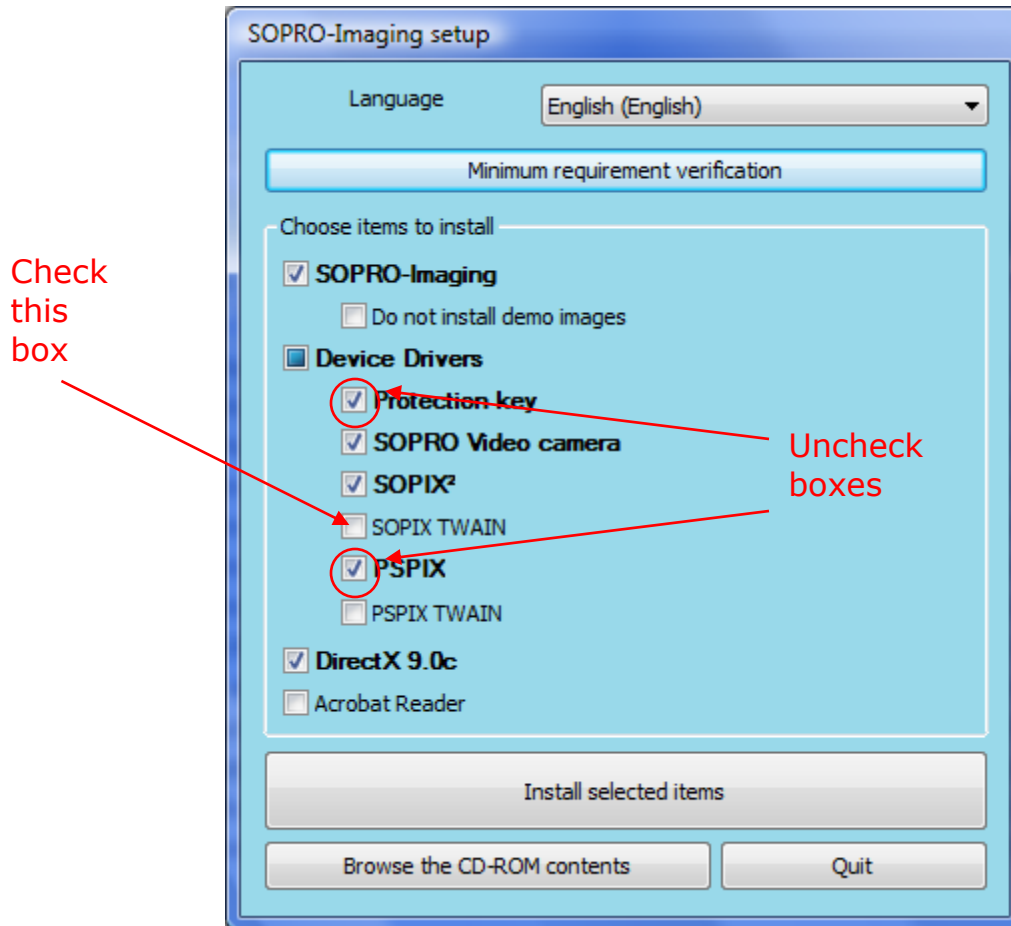 SOPRO-Imaging setup
Language
English (English)
Minimum requirement verification
Choose items to install
SOPRO-Imaging
Do not install demo images
Device Drivers
Protection key
SOPRO Video camera
SOPIX²
SOPIX TWAIN
PSPIX
PSPIX TWAIN
DirectX 9.0c
Acrobat Reader
Install selected items
Browse the CD-ROM contents
Quit
Check
this
box
Uncheck
boxes